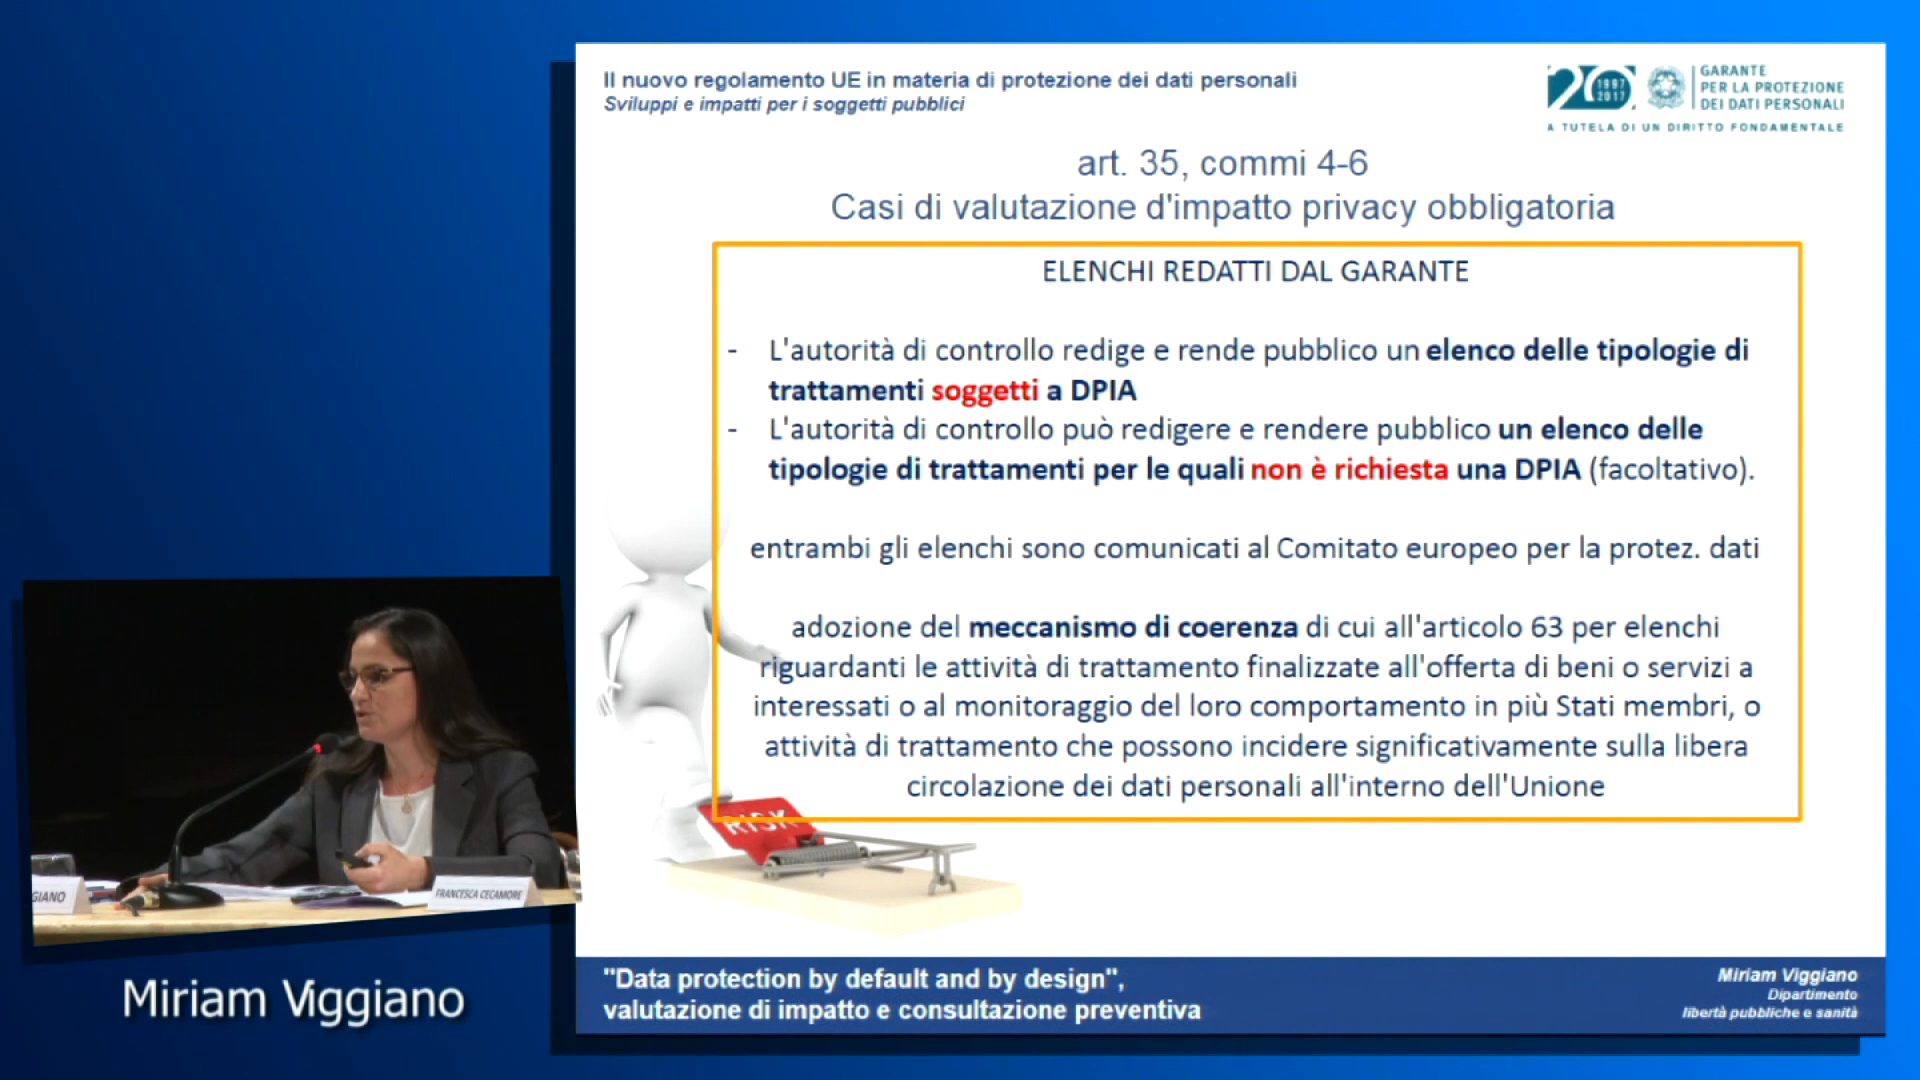 Il nuovo regolamento UE in materia di protezione dei dati personali
Sviluppi e impatti per i soggetti pubblici
1997
2017
GARANTE
PER LA PROTEZIONE
DEI DATI PERSONALI
A TUTELA DI UN DIRITTO FONDAMENTALE
art. 35, commi 4-6
Casi di valutazione d'impatto privacy obbligatoria
ELENCHI REDATTI DAL GARANTE
- L'autorità di controllo redige e rende pubblico un elenco delle tipologie di
trattamenti soggetti a DPIA
- L'autorità di controllo può redigere e rendere pubblico un elenco delle
tipologie di trattamenti per le quali non è richiesta una DPIA (facoltativo).
entrambi gli elenchi sono comunicati al Comitato europeo per la protez. dati
adozione del meccanismo di coerenza di cui all'articolo 63 per elenchi
riguardanti le attività di trattamento finalizzate all'offerta di beni o servizi a
interessati o al monitoraggio del loro comportamento in più Stati membri, o
attività di trattamento che possono incidere significativamente sulla libera
circolazione dei dati personali all'interno dell'Unione
RISK
GIANO
FRANCESCA CECAMORE
Miriam Viggiano
"Data protection by default and by design",
valutazione di impatto e consultazione preventiva
Miriam Viggiano
Dipartimento
libertà pubbliche e sanità